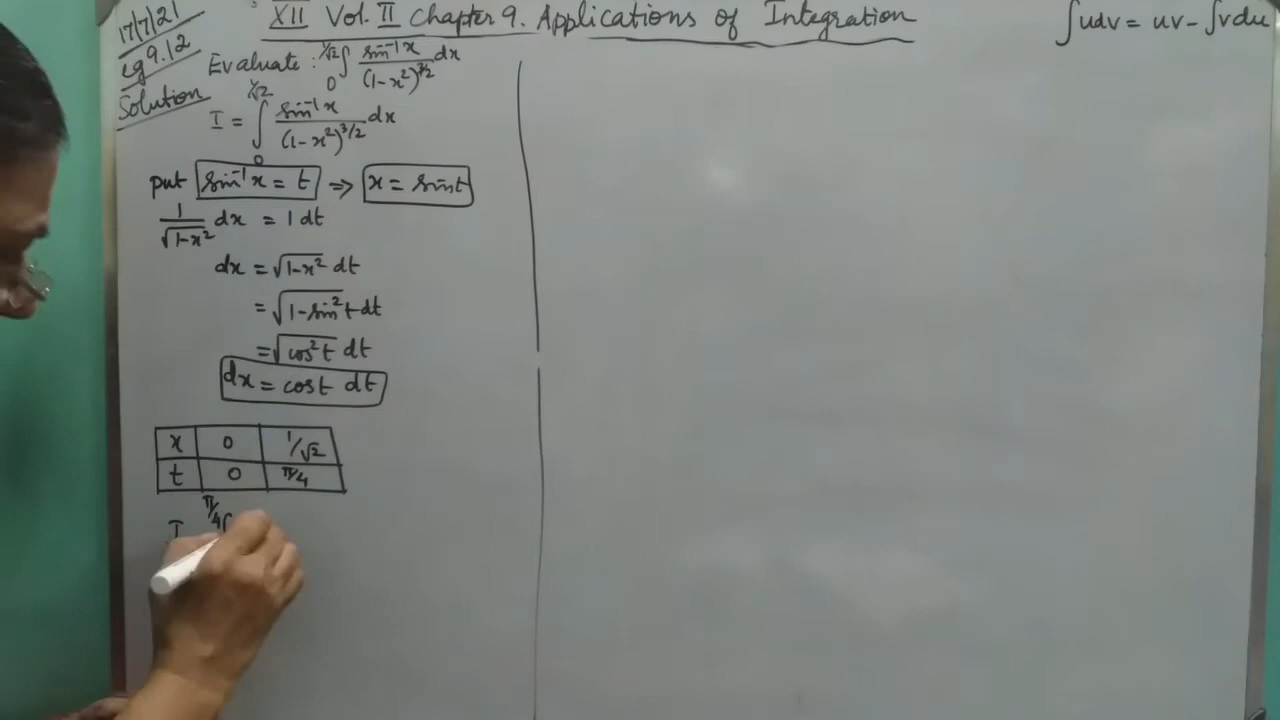 17/7/21
XII Vol. II Chapter 9. Applications of Integration
∫udv = uv - ∫vdu
eg 9.12
Evaluate : ∫₀^{1/√2} sin⁻¹x / (1-x²)^{3/2} dx
Solution
I = ∫₀^{1/√2} sin⁻¹x / (1-x²)^{3/2} dx
put sin⁻¹x = t ⇒ x = sint
1/√(1-x²) dx = 1 dt
dx = √(1-x²) dt
= √(1-sin²t) dt
= √(cos²t) dt
dx = cost dt
x 0 1/√2
t 0 π/4
I π/4 ∫